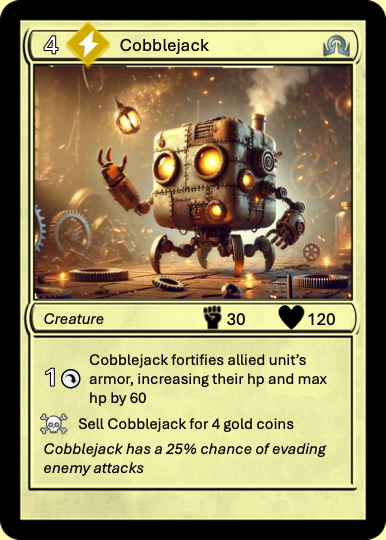 4 Cobblejack
Creature 30 120
1 Cobblejack fortifies allied unit's
armor, increasing their hp and max
hp by 60
Sell Cobblejack for 4 gold coins
Cobblejack has a 25% chance of evading
enemy attacks